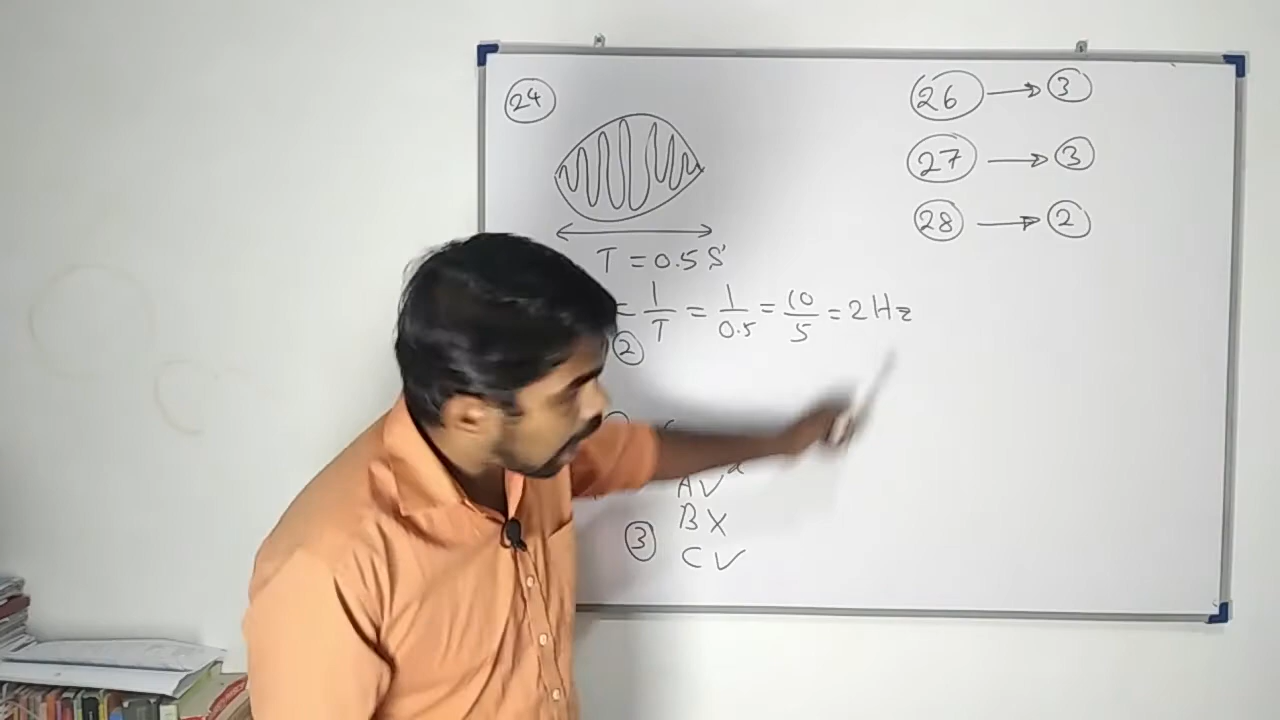 24
T = 0.5 S
= 1/T = 1/0.5 = 10/5 = 2 Hz
2
A ✓
B X
3
C ✓
26 → 3
27 → 3
28 → 2